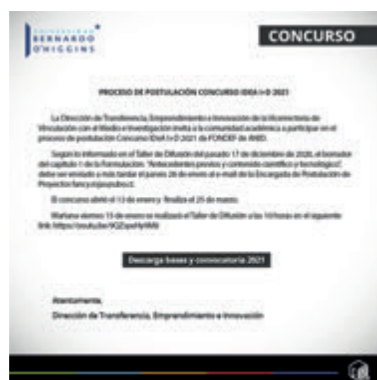 UNIVERSIDAD
BERNARDO
O'HIGGINS
CONCURSO
PROCESO DE POSTULACIÓN CONCURSO IDEA I+D 2021
La Dirección de Transferencia, Emprendimiento e Innovación de la Vicerrectoría de
Vinculación con el Medio e Investigación invita a la comunidad académica a participar en el
proceso de postulación Concurso IDeA I+D 2021 de FONDEF de ANID.
Según lo informado en el Taller de Difusión del pasado 17 de diciembre de 2020, el borrador
del capítulo 1 de la Formulación. "Antecedentes previos y contenido científico y tecnológico",
debe ser enviado a más tardar el jueves 28 de enero al e-mail de la Encargada de Postulación de
Proyectos
El concurso abrió el 13 de enero y finaliza el 25 de marzo.
Mañana viernes 15 de enero se realizará el Taller de Difusión a las 10 horas en el siguiente
link:
Descarga bases y convocatoria 2021
Atentamente,
Dirección de Transferencia, Emprendimiento e Innovación